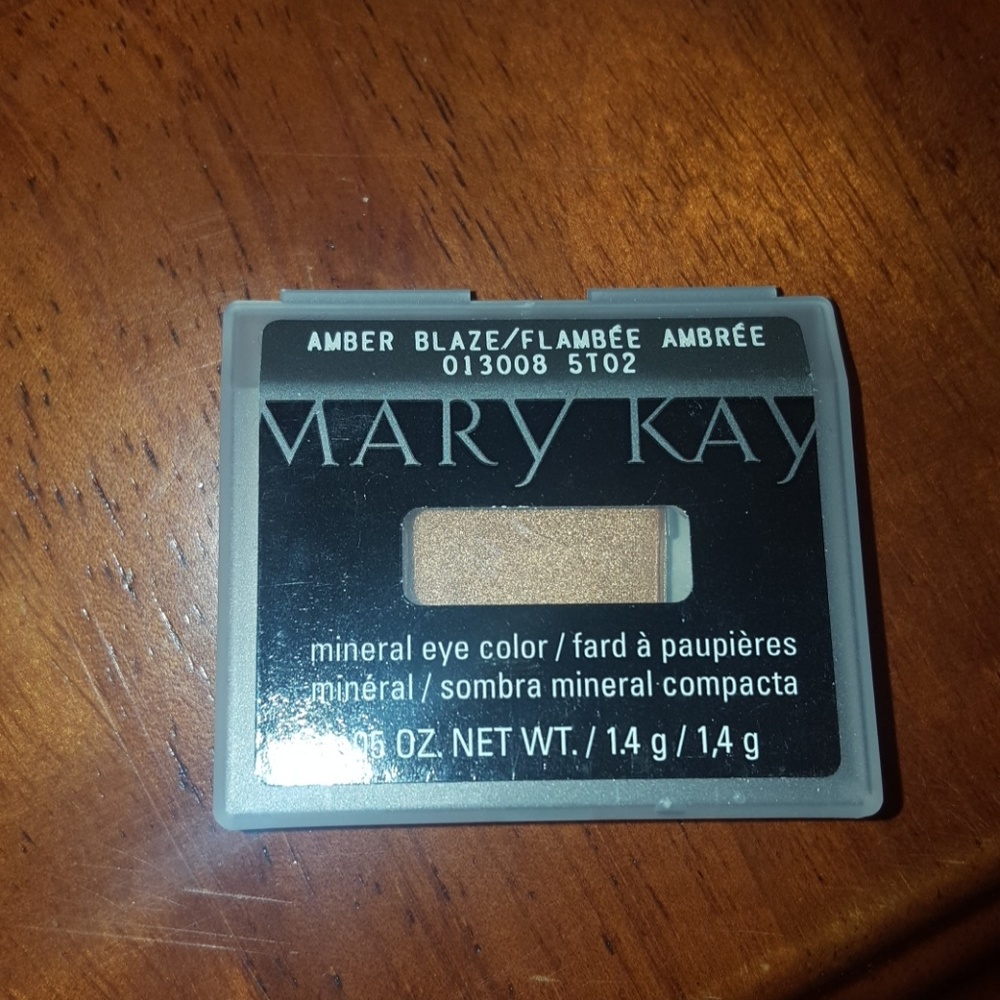 AMBER BLAZE/FLAMBÉE AMBRÉE
013008 5T02
MARY KAY
mineral eye color / fard à paupières
minéral / sombra mineral compacta
OZ. NET WT. / 1.4 g / 1,4 g